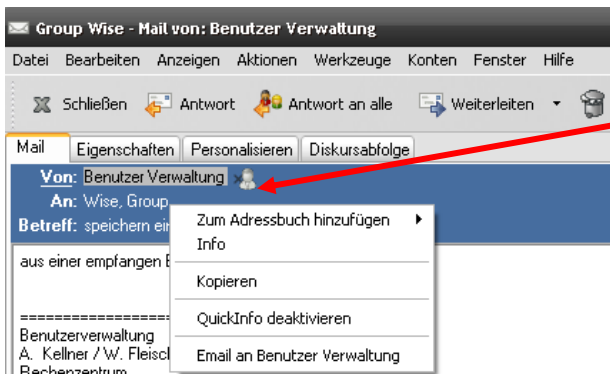 Group Wise - Mail von: Benutzer Verwaltung
Datei Bearbeiten Anzeigen Aktionen Werkzeuge Konten Fenster Hilfe
Schließen Antwort Antwort an alle Weiterleiten
Mail Eigenschaften Personalisieren Diskursabfolge
Von: Benutzer Verwaltung
An: Wise, Group
Betreff: speichern
Zum Adressbuch hinzufügen
Info
aus einer empfangen
Kopieren
QuickInfo deaktivieren
====================
Benutzerverwaltung
A. Kellner / W.
Email an Benutzer Verwaltung
Rechenzentrum